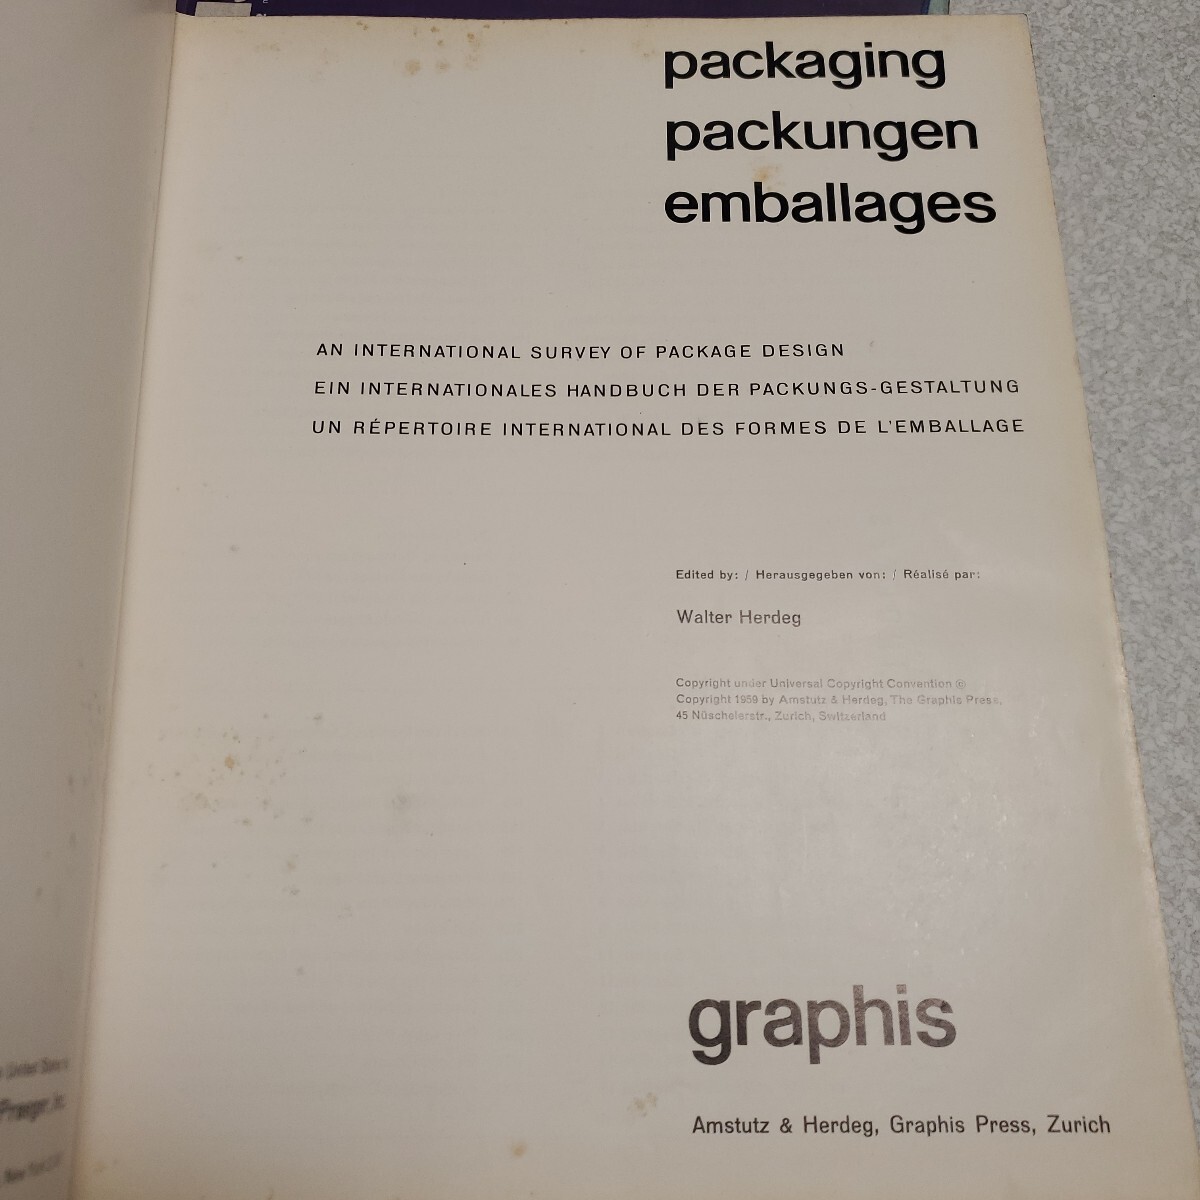 packaging
packungen
emballages
AN INTERNATIONAL SURVEY OF PACKAGE DESIGN
EIN INTERNATIONALES HANDBUCH DER PACKUNGS-GESTALTUNG
UN RÉPERTOIRE INTERNATIONAL DES FORMES DE L'EMBALLAGE
Edited by: / Herausgegeben von: / Réalisé par:
Walter Herdeg
Copyright under Universal Copyright Convention ©
Copyright 1959 by Amstutz & Herdeg, The Graphis Press,
45 Nüschelerstr., Zurich, Switzerland
graphis
Amstutz & Herdeg, Graphis Press, Zurich